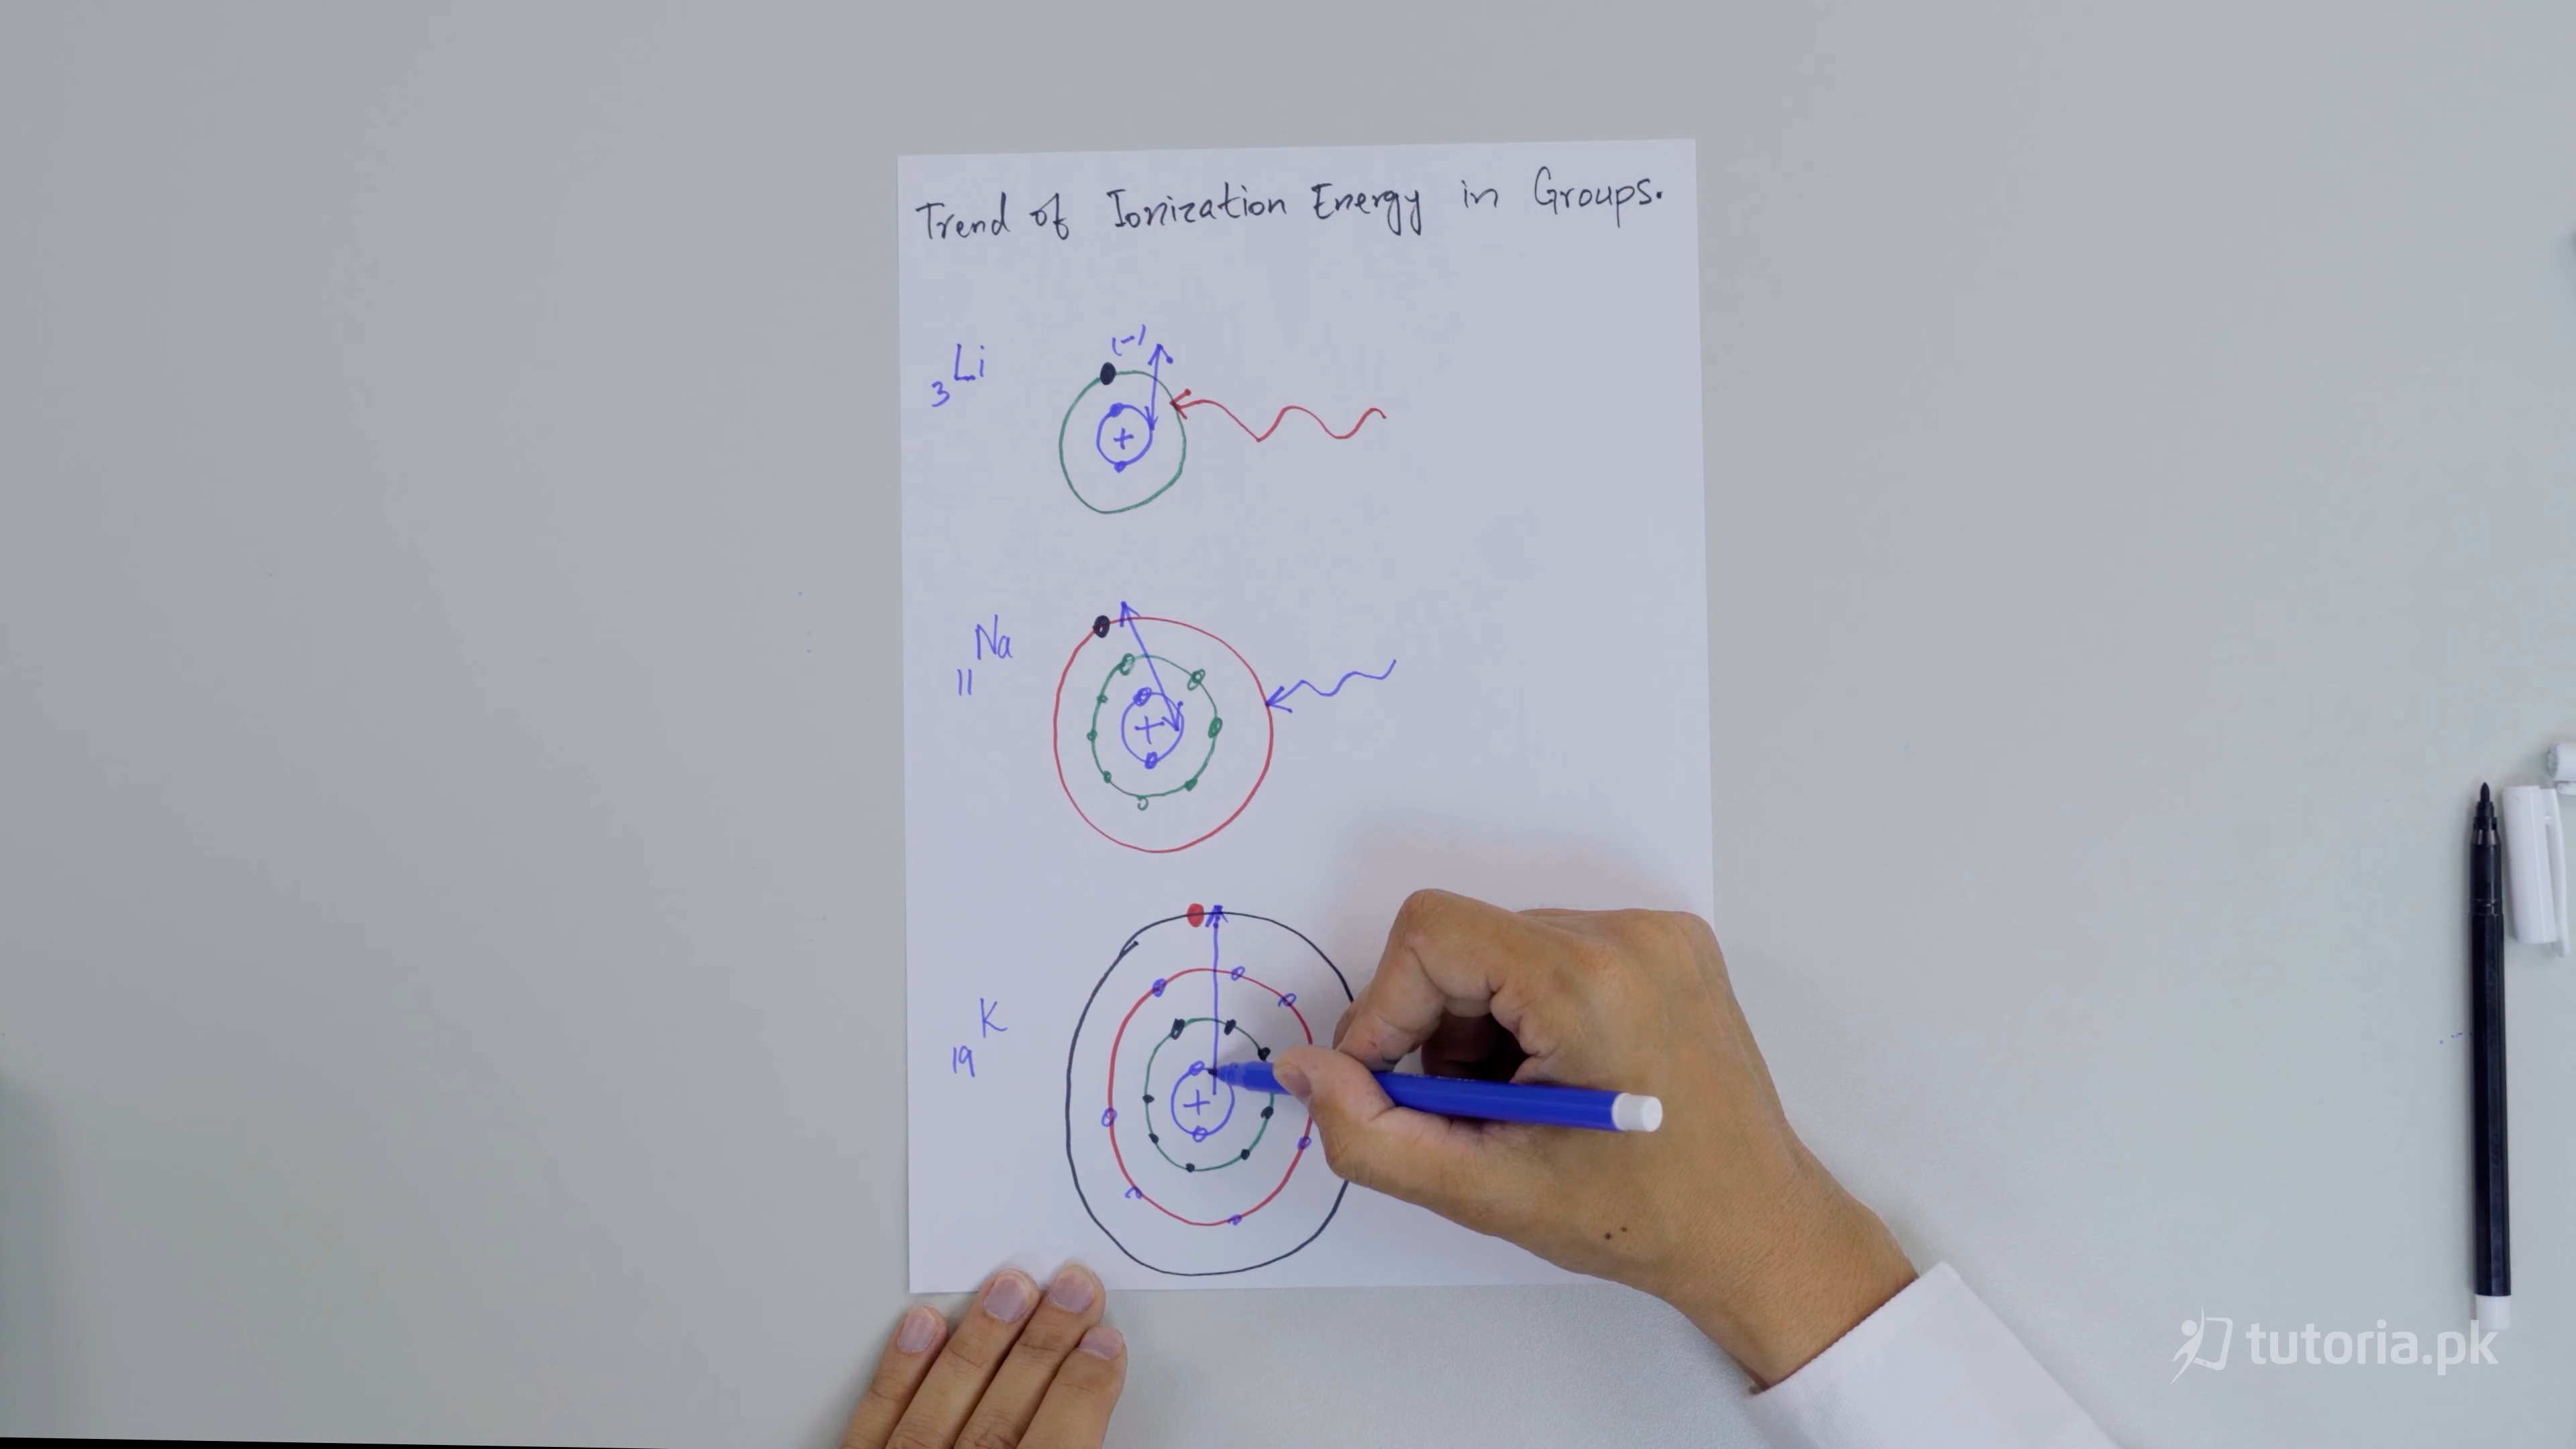 Trend of Ionization Energy in Groups.
(-)
3Li
+
11Na
+
19K
+
tutoria.pk